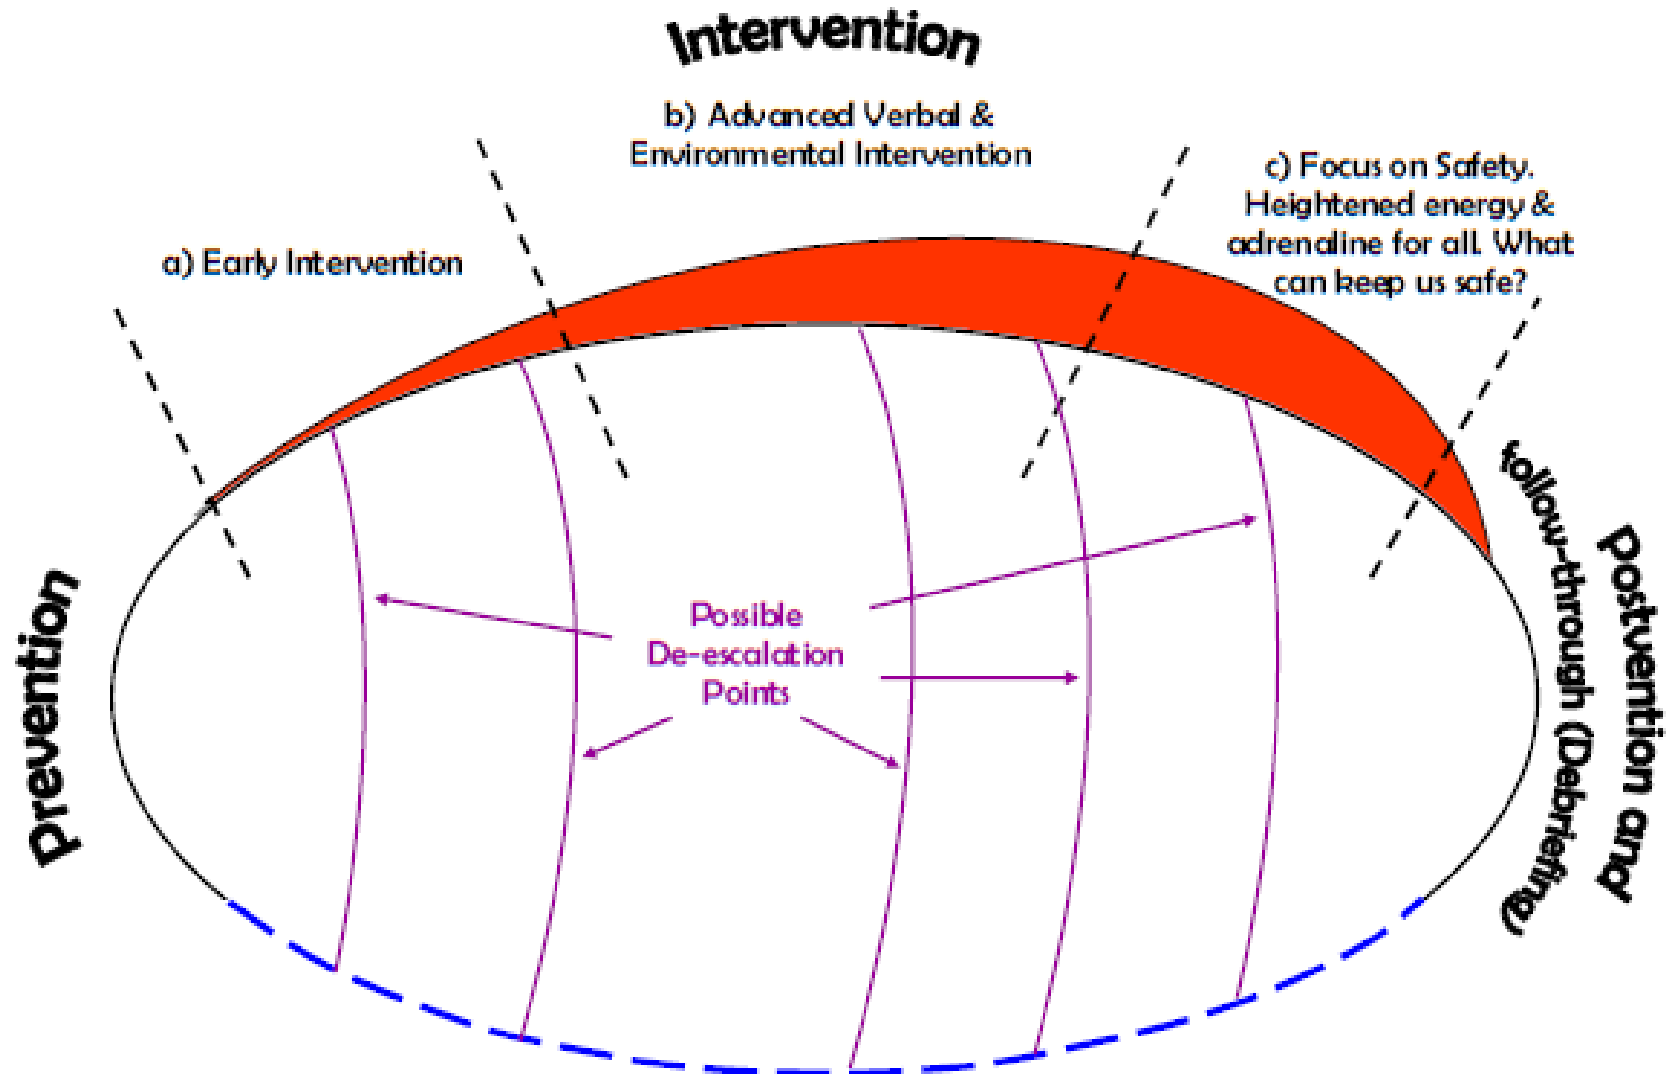 Intervention
b) Advanced Verbal &
Environmental Intervention
c) Focus on Safety.
Heightened energy &
adrenaline for all. What
can keep us safe?
a) Early Intervention
Prevention
Possible
De-escalation
Points
Postvention and
follow-through (Debriefing)